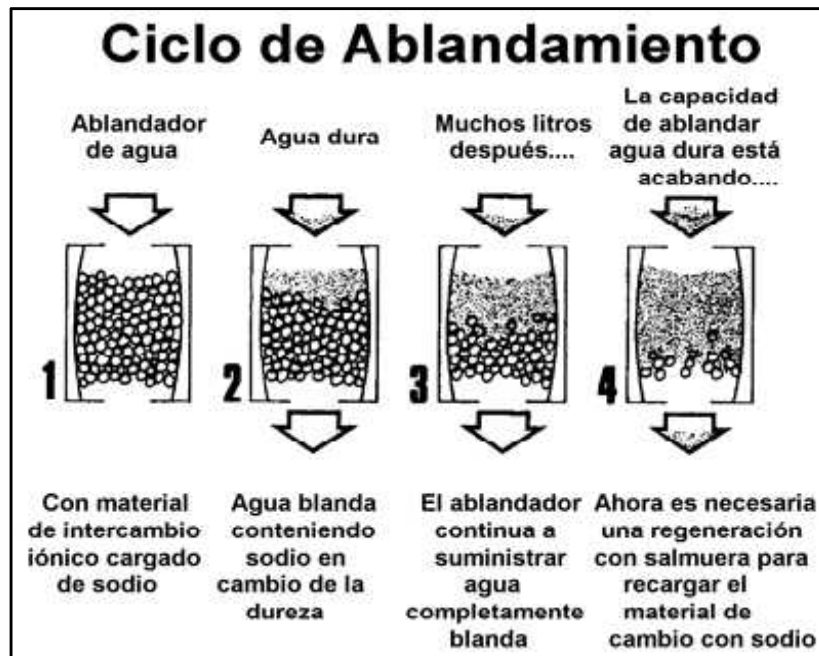 Ciclo de Ablandamiento
Ablandador
de agua
Agua dura
Muchos litros
después....
La capacidad
de ablandar
agua dura está
acabando....
1
2
3
4
Con material
de intercambio
iónico cargado
de sodio
Agua blanda
conteniendo
sodio en
cambio de la
dureza
El ablandador
continua a
suministrar
agua
completamente
blanda
Ahora es necesaria
una regeneración
con salmuera para
recargar el
material de
cambio con sodio